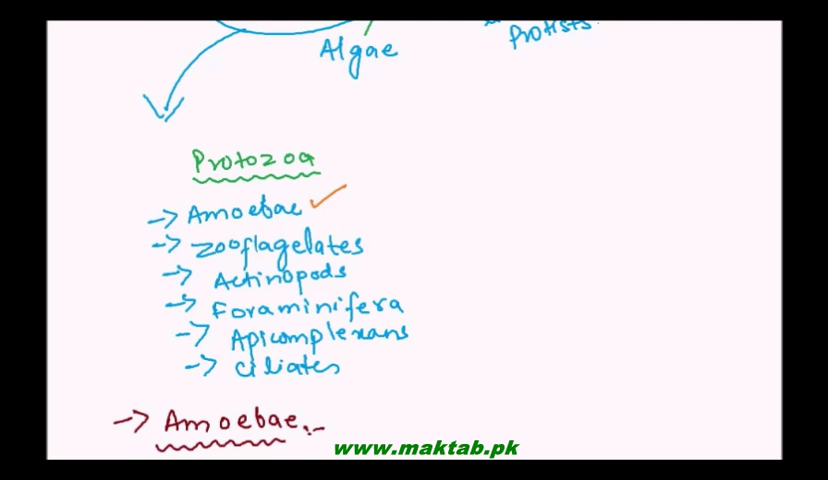 Protists
Algae
Protozoa
-> Amoebae ✓
-> Zooflagelates
-> Actinopods
-> Foraminifera
-> Apicomplexans
-> Ciliates
-> Amoebae:-
www.maktab.pk